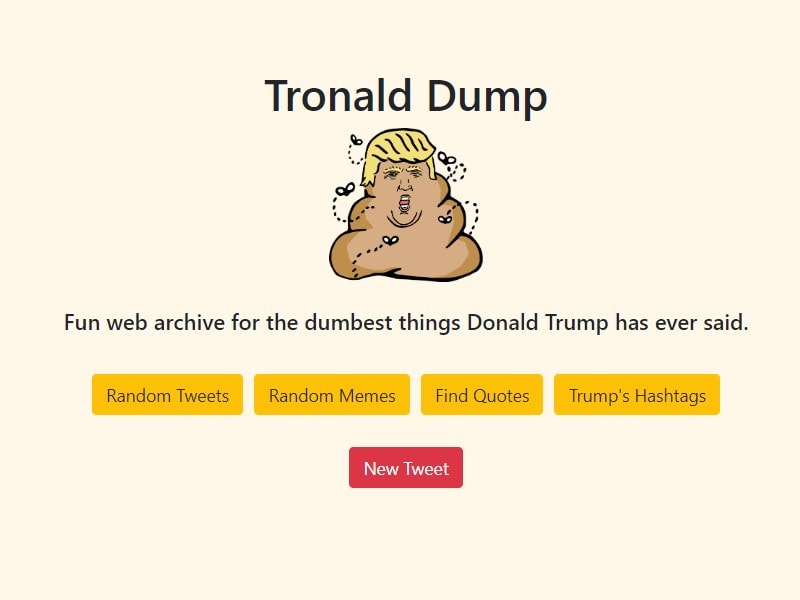 Tronald Dump
Fun web archive for the dumbest things Donald Trump has ever said.
Random Tweets Random Memes Find Quotes Trump's Hashtags
New Tweet